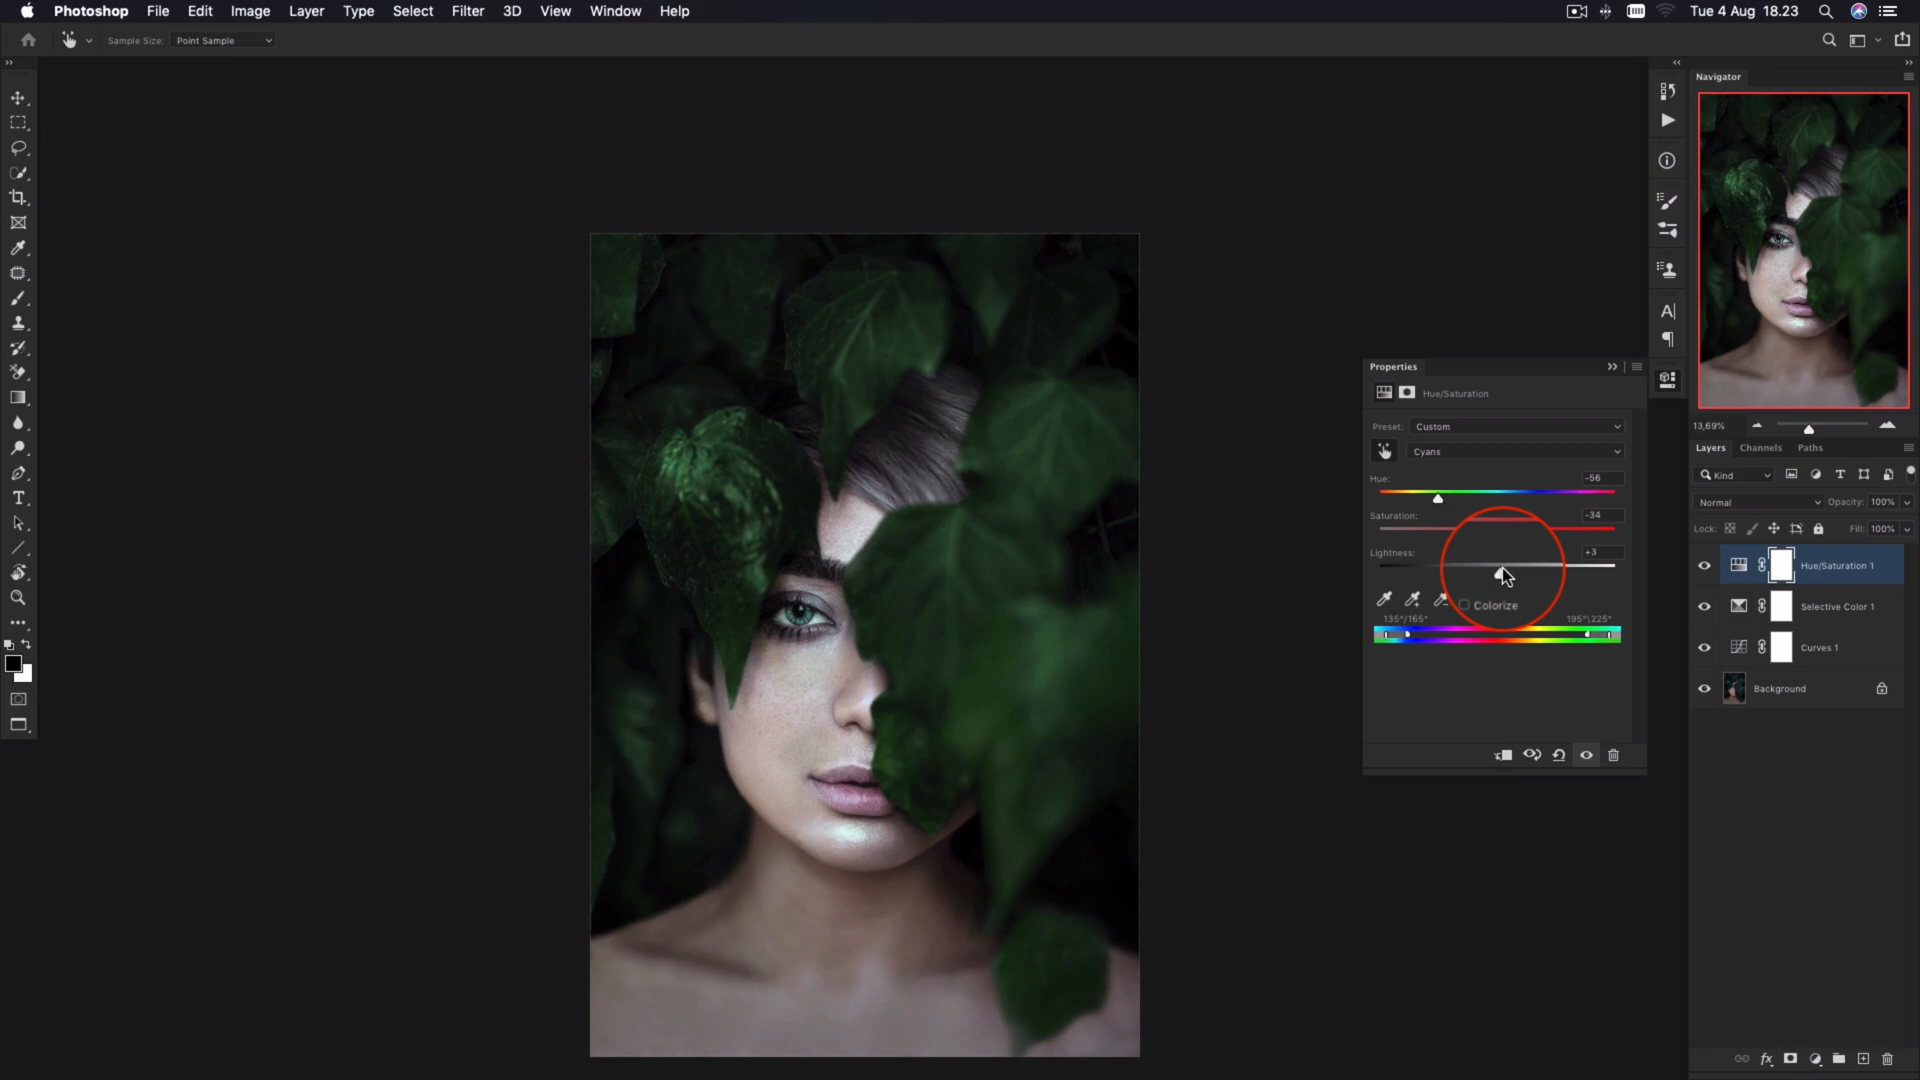 Photoshop File Edit Image Layer Type Select Filter 3D View Window Help Tue 4 Aug 18.23
Sample Size: Point Sample
Navigator
13,69%
Properties
Hue/Saturation
Preset: Custom
Cyans
Hue: -56
Saturation: -34
Lightness: +3
Colorize
135°/165° 195°\225°
Layers Channels Paths
Kind
Normal Opacity: 100%
Lock: Fill: 100%
Hue/Saturation 1
Selective Color 1
Curves 1
Background